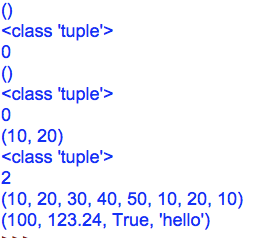 ()
<class 'tuple'>
0
()
<class 'tuple'>
0
(10, 20)
<class 'tuple'>
2
(10, 20, 30, 40, 50, 10, 20, 10)
(100, 123.24, True, 'hello')